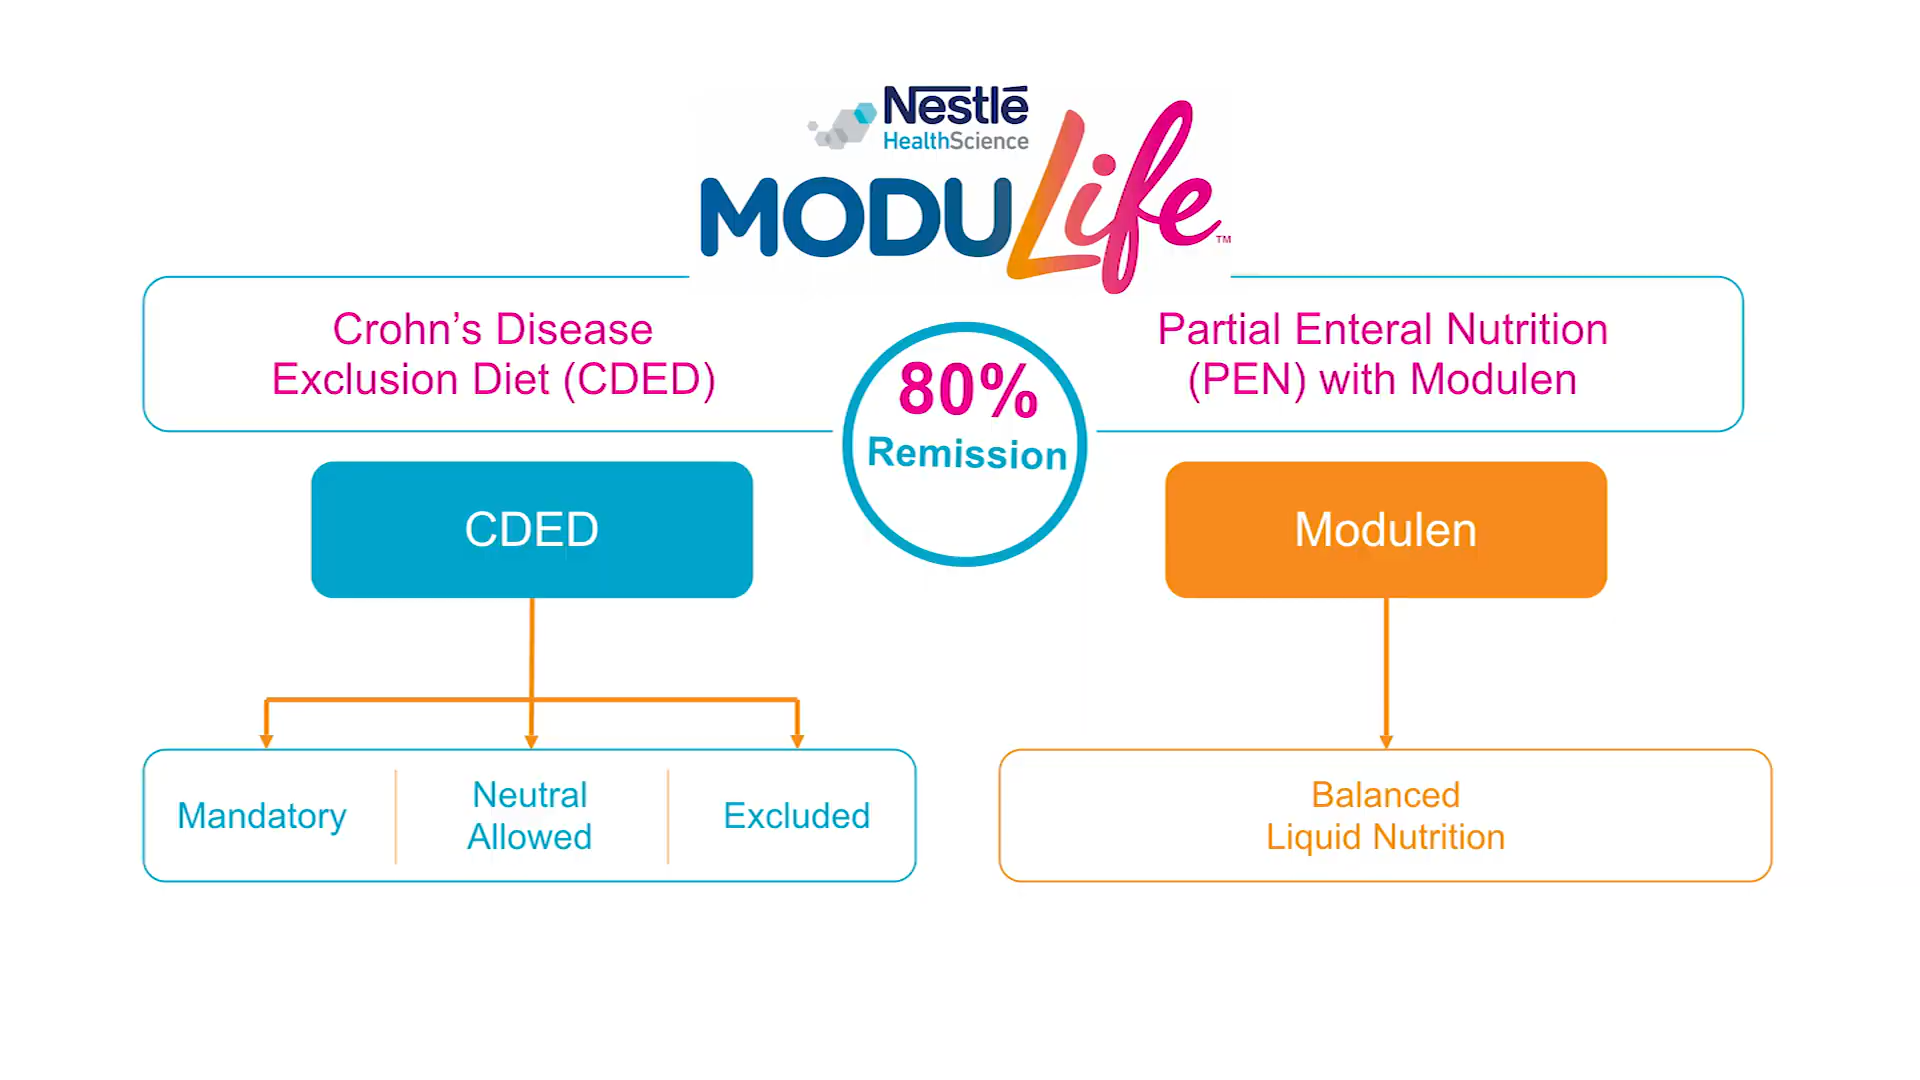 Nestlé
HealthScience
MODULife™
Crohn’s Disease
Exclusion Diet (CDED)
Partial Enteral Nutrition
(PEN) with Modulen
80%
Remission
CDED
Modulen
Mandatory
Neutral
Allowed
Excluded
Balanced
Liquid Nutrition